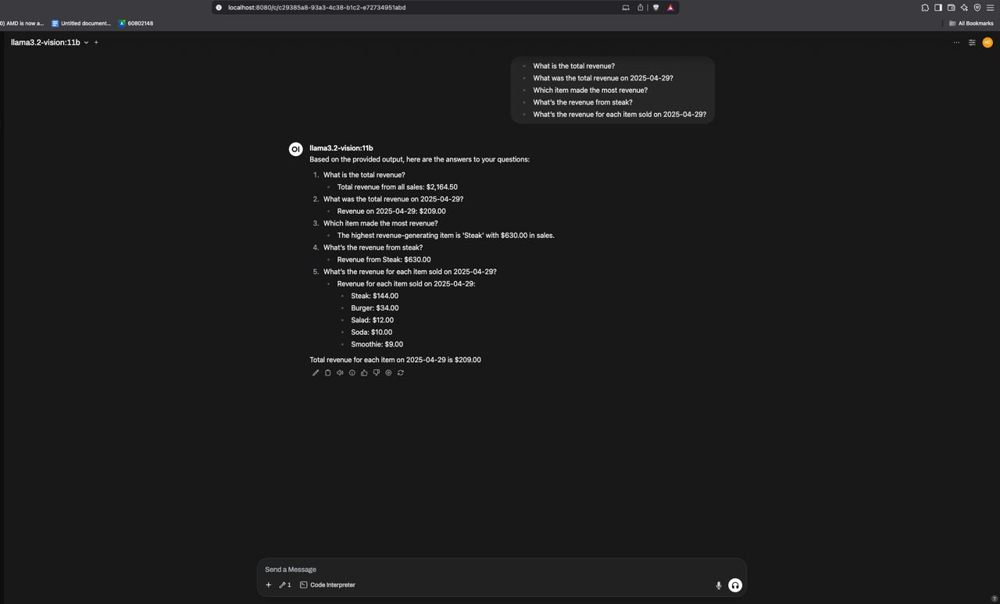 localhost:8080/c/c29385a8-93a3-4c38-b1c2-e72734951abd
0) AMD is now a... Untitled document... 60802148 All Bookmarks
llama3.2-vision:11b
HC
What is the total revenue?
What was the total revenue on 2025-04-29?
Which item made the most revenue?
What's the revenue from steak?
What's the revenue for each item sold on 2025-04-29?
OI llama3.2-vision:11b
Based on the provided output, here are the answers to your questions:
1. What is the total revenue?
Total revenue from all sales: $2,164.50
2. What was the total revenue on 2025-04-29?
Revenue on 2025-04-29: $209.00
3. Which item made the most revenue?
The highest revenue-generating item is 'Steak' with $630.00 in sales.
4. What's the revenue from steak?
Revenue from Steak: $630.00
5. What's the revenue for each item sold on 2025-04-29?
Revenue for each item sold on 2025-04-29:
Steak: $144.00
Burger: $34.00
Salad: $12.00
Soda: $10.00
Smoothie: $9.00
Total revenue for each item on 2025-04-29 is $209.00
Send a Message
1 Code Interpreter
?